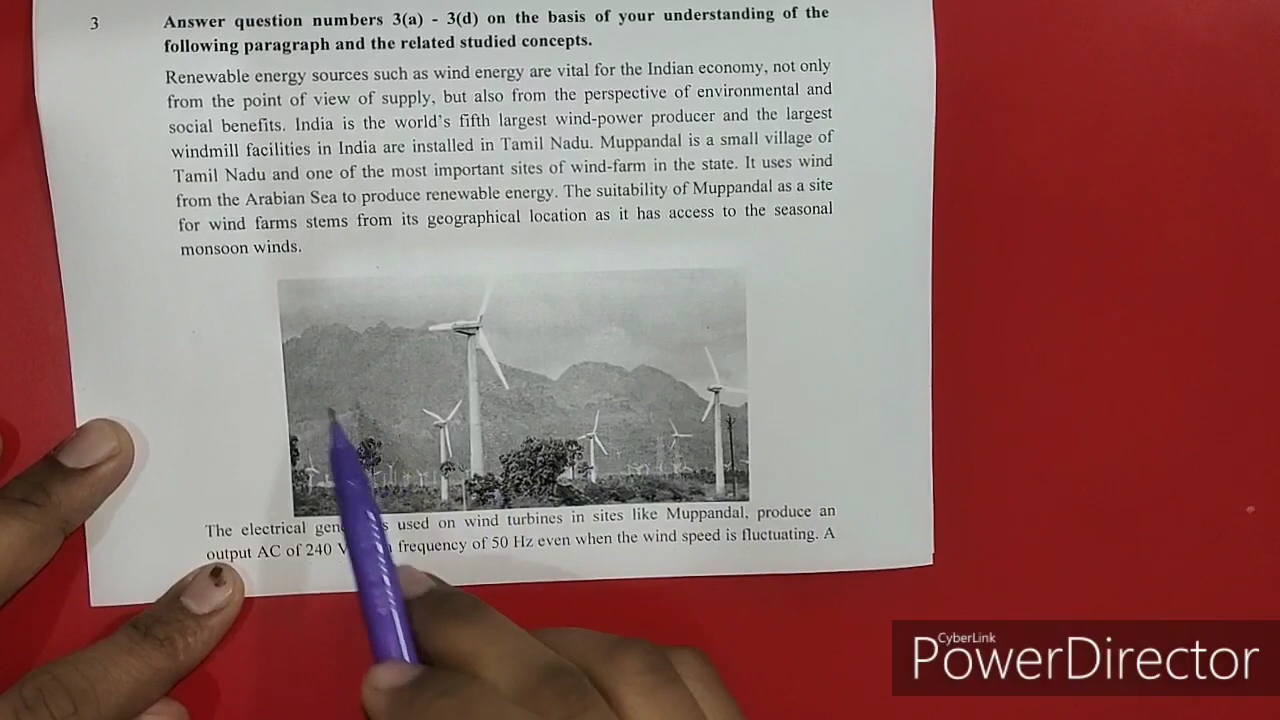 3 Answer question numbers 3(a) - 3(d) on the basis of your understanding of the
following paragraph and the related studied concepts.
Renewable energy sources such as wind energy are vital for the Indian economy, not only
from the point of view of supply, but also from the perspective of environmental and
social benefits. India is the world's fifth largest wind-power producer and the largest
windmill facilities in India are installed in Tamil Nadu. Muppandal is a small village of
Tamil Nadu and one of the most important sites of wind-farm in the state. It uses wind
from the Arabian Sea to produce renewable energy. The suitability of Muppandal as a site
for wind farms stems from its geographical location as it has access to the seasonal
monsoon winds.
The electrical used on wind turbines in sites like Muppandal, produce an
output AC of 240 V frequency of 50 Hz even when the wind speed is fluctuating. A
CyberLink
PowerDirector